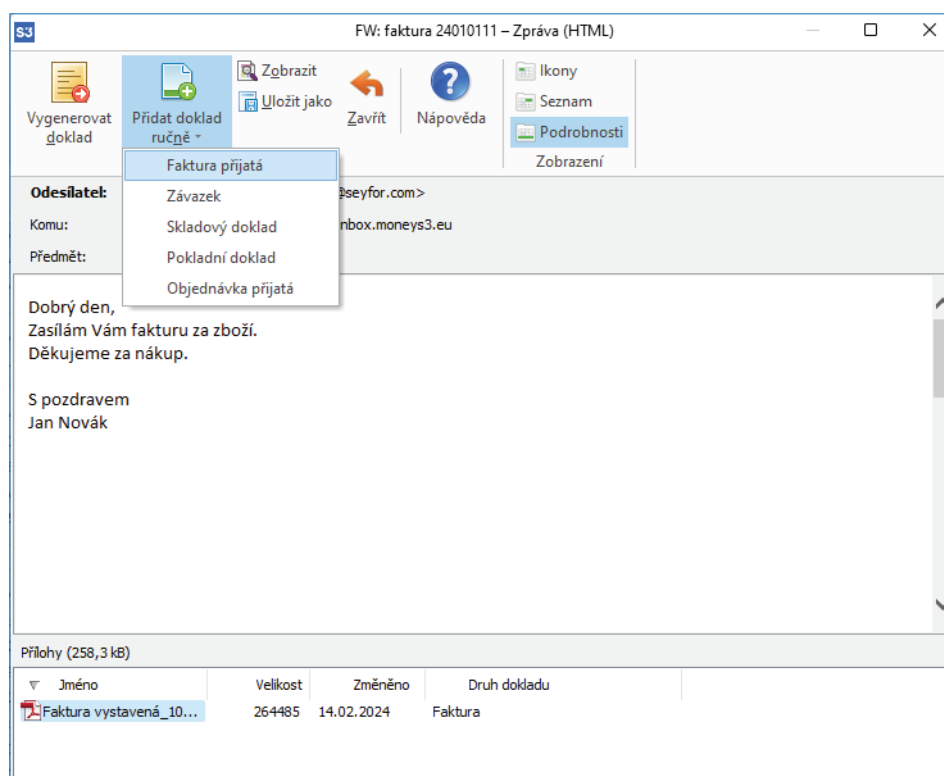 S3
FW: faktura 24010111 – Zpráva (HTML)
Vygenerovat
doklad
Přidat doklad
ručně
Zobrazit
Uložit jako
Zavřít
Nápověda
Ikony
Seznam
Podrobnosti
Zobrazení
Faktura přijatá
Závazek
Skladový doklad
Pokladní doklad
Objednávka přijatá
Odesílatel:
@seyfor.com>
Komu:
nbox.moneys3.eu
Předmět:
Dobrý den,
Zasílám Vám fakturu za zboží.
Děkujeme za nákup.
S pozdravem
Jan Novák
Přílohy (258,3 kB)
Jméno Velikost Změněno Druh dokladu
Faktura vystavená_10... 264485 14.02.2024 Faktura